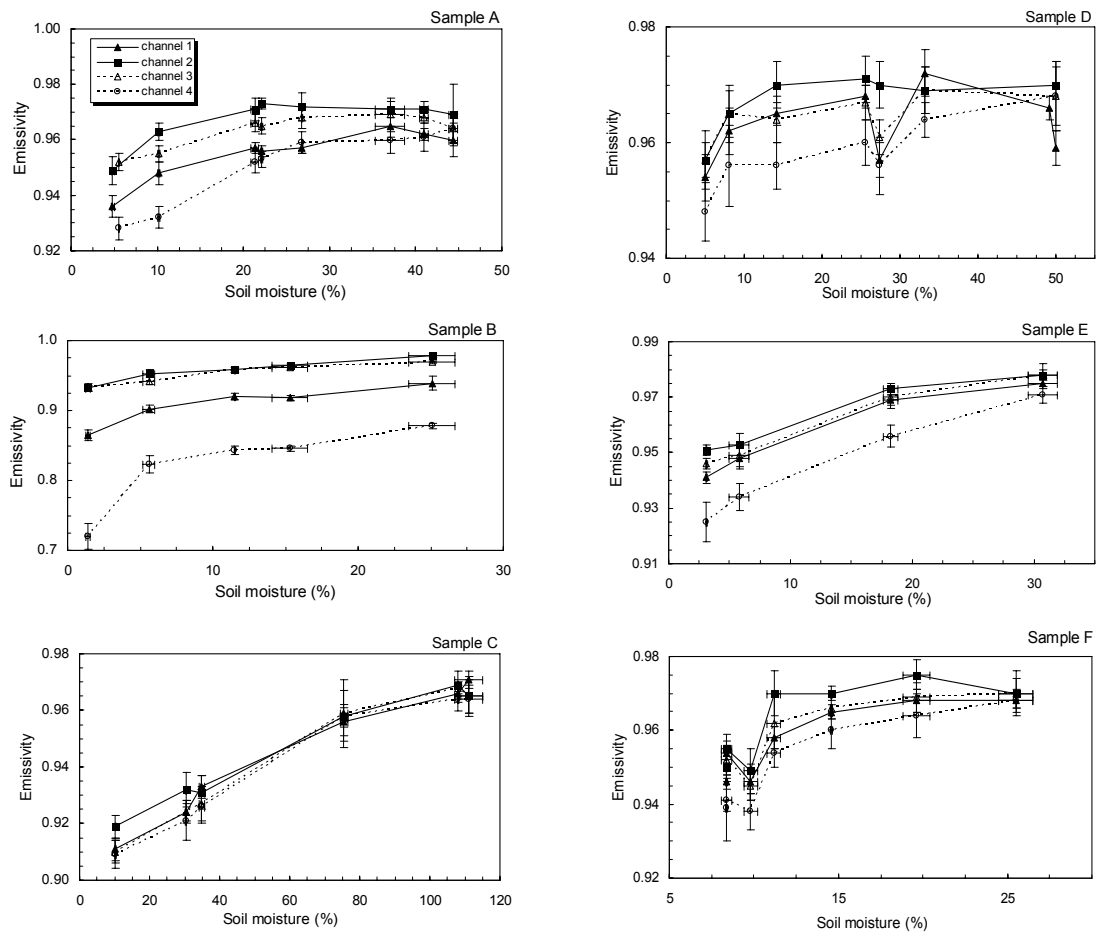 Sample A
1.00
0.98
0.96
0.94
0.92
Emissivity
channel 1
channel 2
channel 3
channel 4
0 10 20 30 40 50
Soil moisture (%)
Sample D
0.98
0.96
0.94
Emissivity
0 10 20 30 40 50
Soil moisture (%)
Sample B
1.0
0.9
0.8
0.7
Emissivity
0 10 20 30
Soil moisture (%)
Sample E
0.99
0.97
0.95
0.93
0.91
Emissivity
0 10 20 30
Soil moisture (%)
Sample C
0.98
0.96
0.94
0.92
0.90
Emissivity
0 20 40 60 80 100 120
Soil moisture (%)
Sample F
0.98
0.96
0.94
0.92
Emissivity
5 15 25
Soil moisture (%)